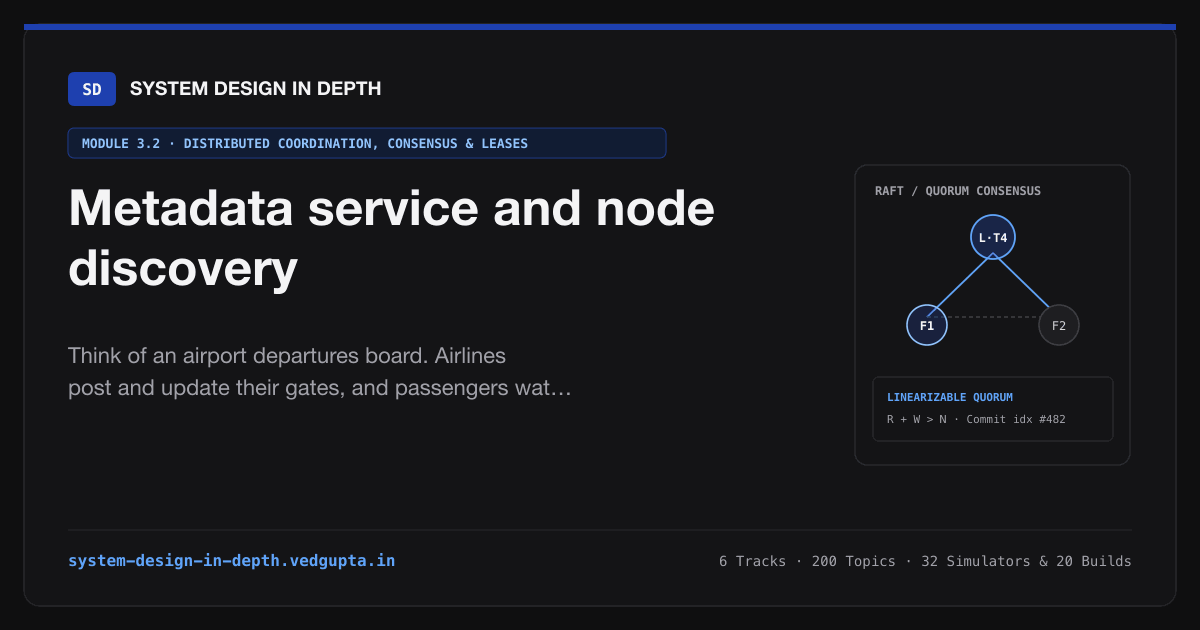 SD
SYSTEM DESIGN IN DEPTH
MODULE 3.2 · DISTRIBUTED COORDINATION, CONSENSUS & LEASES
Metadata service and node
discovery
Think of an airport departures board. Airlines
post and update their gates, and passengers wat…
RAFT / QUORUM CONSENSUS
L·T4
F1
F2
LINEARIZABLE QUORUM
R + W > N · Commit idx #482
system-design-in-depth.vedgupta.in
6 Tracks · 200 Topics · 32 Simulators & 20 Builds